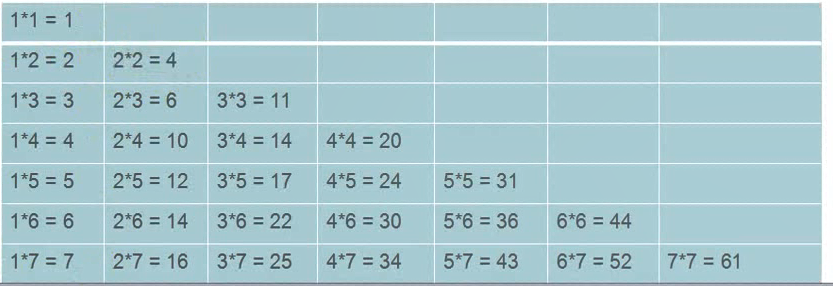 1*1 = 1
1*2 = 2 2*2 = 4
1*3 = 3 2*3 = 6 3*3 = 11
1*4 = 4 2*4 = 10 3*4 = 14 4*4 = 20
1*5 = 5 2*5 = 12 3*5 = 17 4*5 = 24 5*5 = 31
1*6 = 6 2*6 = 14 3*6 = 22 4*6 = 30 5*6 = 36 6*6 = 44
1*7 = 7 2*7 = 16 3*7 = 25 4*7 = 34 5*7 = 43 6*7 = 52 7*7 = 61